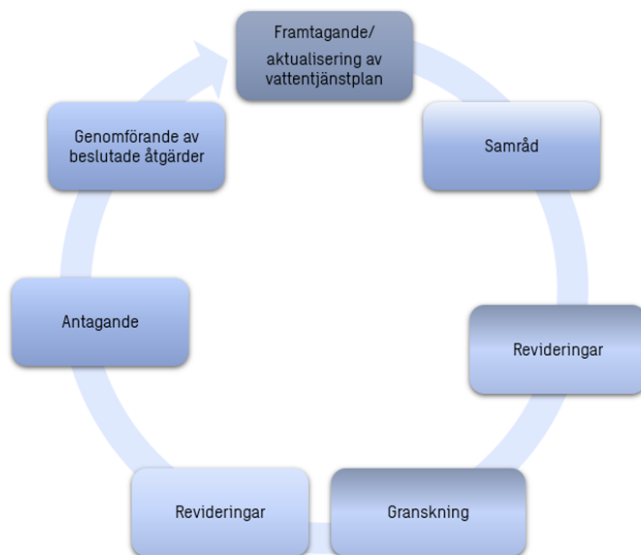 Framtagande/
aktualisering av
vattentjänstplan
Samråd
Revideringar
Granskning
Revideringar
Antagande
Genomförande av
beslutade åtgärder